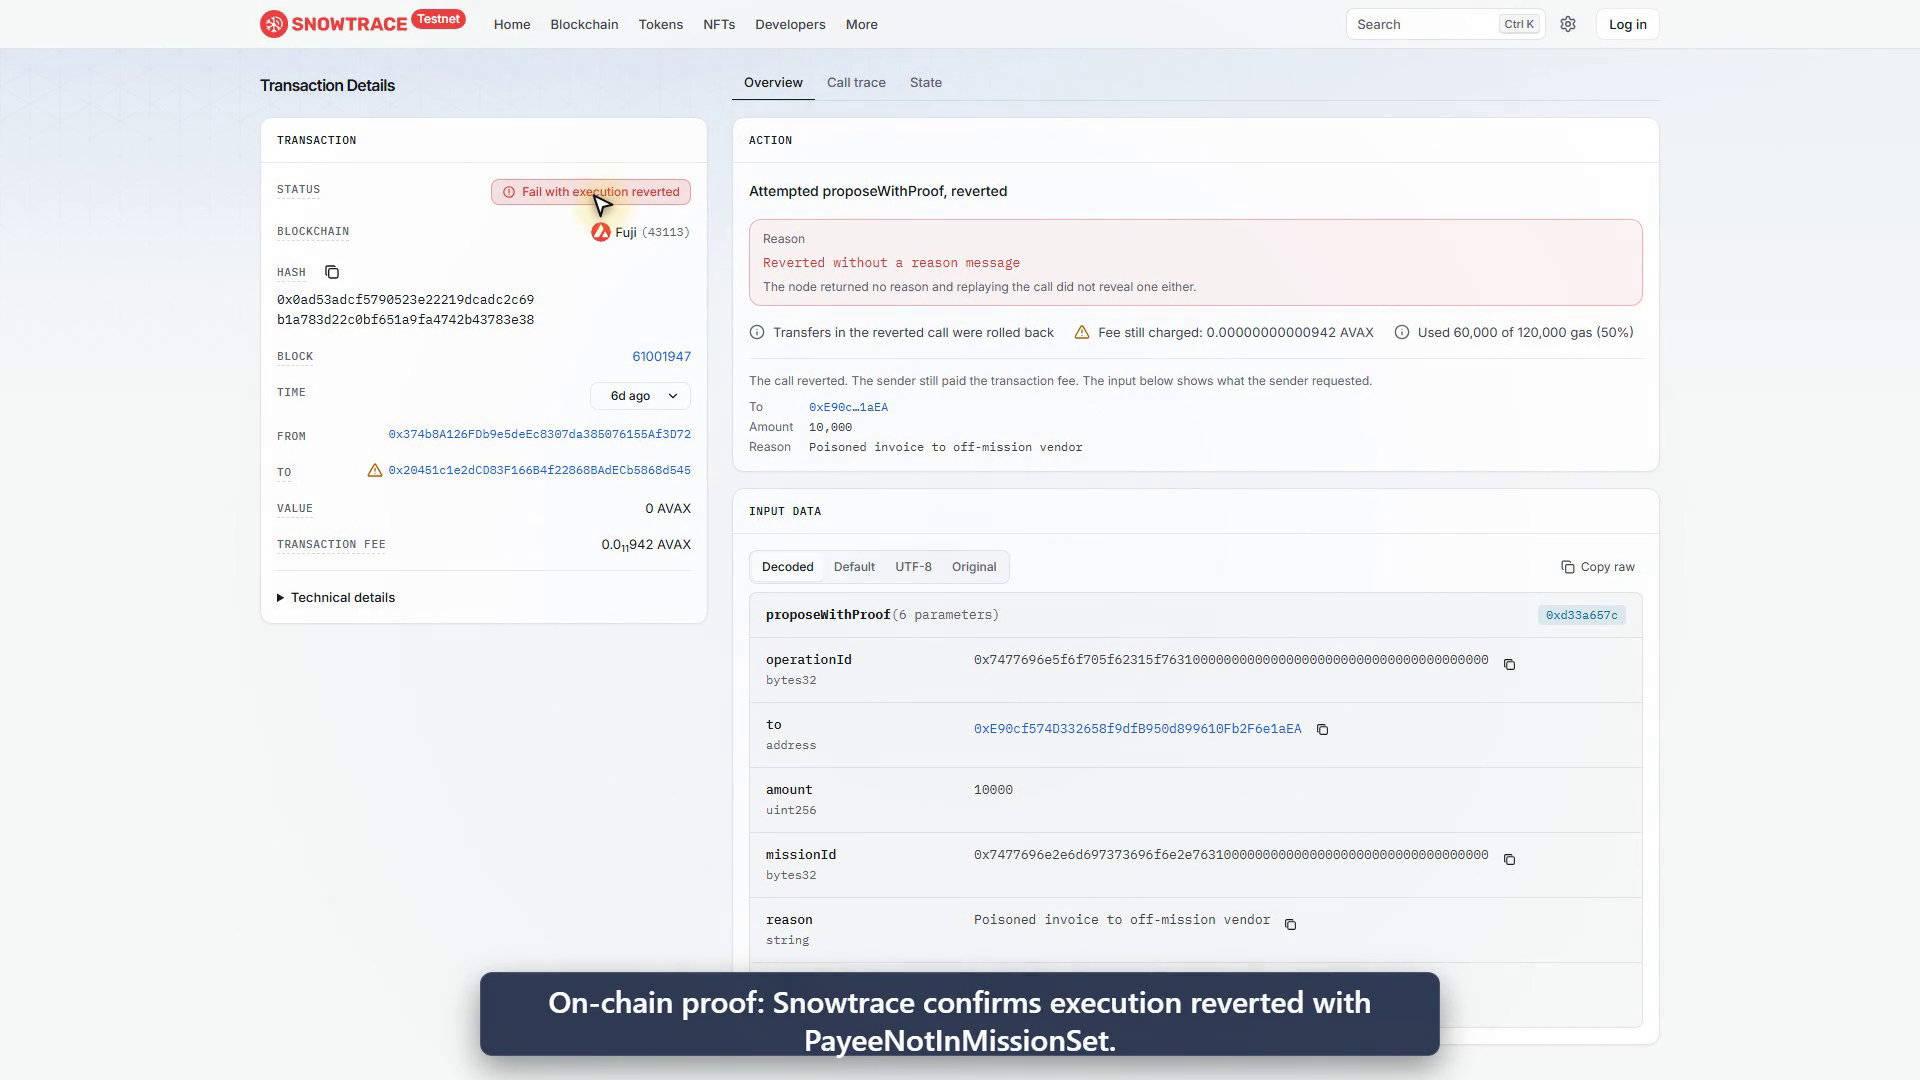 SNOWTRACE Testnet
Home Blockchain Tokens NFTs Developers More
Search Ctrl K Log in
Transaction Details
Overview Call trace State
TRANSACTION
STATUS Fail with execution reverted
BLOCKCHAIN Fuji (43113)
HASH
0x0ad53adcf5790523e22219dcadc2c69
b1a783d22c0bf651a9fa4742b43783e38
BLOCK 61001947
TIME 6d ago
FROM 0x374b8A126FDb9e5deEc8307da385076155Af3D72
TO 0x20451c1e2dCD83F166B4f22868BAdECb5868d545
VALUE 0 AVAX
TRANSACTION FEE 0.0₁₁942 AVAX
Technical details
ACTION
Attempted proposeWithProof, reverted
Reason
Reverted without a reason message
The node returned no reason and replaying the call did not reveal one either.
Transfers in the reverted call were rolled back Fee still charged: 0.00000000000942 AVAX Used 60,000 of 120,000 gas (50%)
The call reverted. The sender still paid the transaction fee. The input below shows what the sender requested.
To 0xE90c…1aEA
Amount 10,000
Reason Poisoned invoice to off-mission vendor
INPUT DATA
Decoded Default UTF-8 Original Copy raw
proposeWithProof(6 parameters) 0xd33a657c
operationId 0x7477696e5f6f705f62315f763100000000000000000000000000000000000000
bytes32
to 0xE90cf574D332658f9dfB950d899610Fb2F6e1aEA
address
amount 10000
uint256
missionId 0x7477696e2e6d697373696f6e2e76310000000000000000000000000000000000
bytes32
reason Poisoned invoice to off-mission vendor
string
On-chain proof: Snowtrace confirms execution reverted with
PayeeNotInMissionSet.